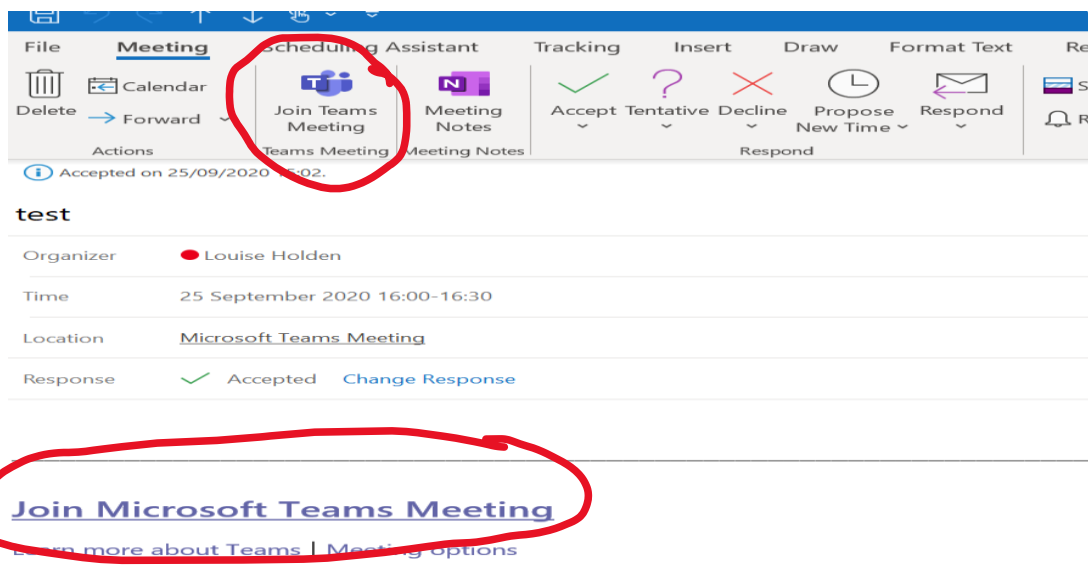 File Meeting Scheduling Assistant Tracking Insert Draw Format Text Re
Calendar
Delete
Forward
Join Teams Meeting
Meeting Notes
Accept Tentative Decline Propose New Time Respond
S
R
Actions Teams Meeting Meeting Notes Respond
Accepted on 25/09/2020 15:02.
test
Organizer Louise Holden
Time 25 September 2020 16:00-16:30
Location Microsoft Teams Meeting
Response Accepted Change Response
Join Microsoft Teams Meeting
Learn more about Teams | Meeting options